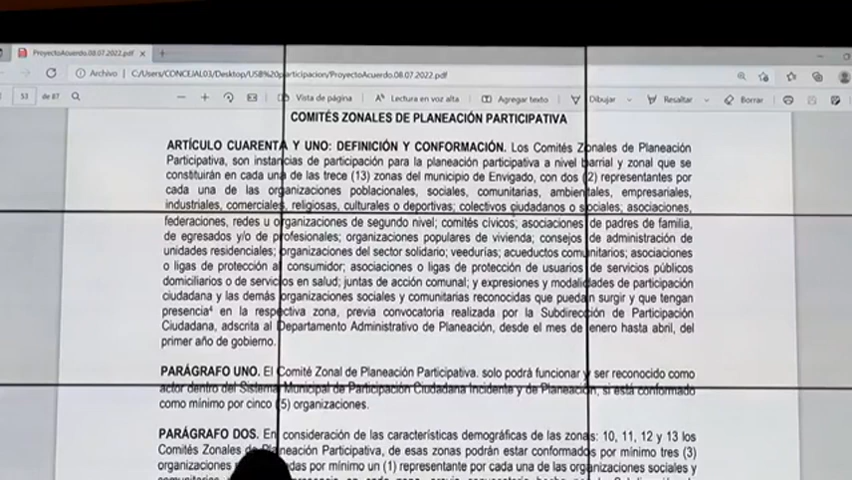 ProyectoAcuerdo.08.07.2022.pdf
Archivo | C:/Users/CONCEJAL03/Desktop/USB%20participacion/ProyectoAcuerdo.08.07.2022.pdf
53 de 87 Vista de página Lectura en voz alta Agregar texto Dibujar Resaltar Borrar
COMITÉS ZONALES DE PLANEACIÓN PARTICIPATIVA
ARTÍCULO CUARENTA Y UNO: DEFINICIÓN Y CONFORMACIÓN. Los Comités Zonales de Planeación
Participativa, son instancias de participación para la planeación participativa a nivel barrial y zonal que se
constituirán en cada una de las trece (13) zonas del municipio de Envigado, con dos (2) representantes por
cada una de las organizaciones poblacionales, sociales, comunitarias, ambientales, empresariales,
industriales, comerciales, religiosas, culturales o deportivas; colectivos ciudadanos o sociales; asociaciones,
federaciones, redes u organizaciones de segundo nivel; comités cívicos; asociaciones de padres de familia,
de egresados y/o de profesionales; organizaciones populares de vivienda; consejos de administración de
unidades residenciales; organizaciones del sector solidario; veedurías; acueductos comunitarios; asociaciones
o ligas de protección al consumidor; asociaciones o ligas de protección de usuarios de servicios públicos
domiciliarios o de servicios en salud; juntas de acción comunal; y expresiones y modalidades de participación
ciudadana y las demás organizaciones sociales y comunitarias reconocidas que puedan surgir y que tengan
presencia⁴ en la respectiva zona, previa convocatoria realizada por la Subdirección de Participación
Ciudadana, adscrita al Departamento Administrativo de Planeación, desde el mes de enero hasta abril, del
primer año de gobierno.
PARÁGRAFO UNO. El Comité Zonal de Planeación Participativa. solo podrá funcionar y ser reconocido como
actor dentro del Sistema Municipal de Participación Ciudadana Incidente y de Planeación, si está conformado
como mínimo por cinco (5) organizaciones.
PARÁGRAFO DOS. En consideración de las características demográficas de las zonas: 10, 11, 12 y 13 los
Comités Zonales de Planeación Participativa, de esas zonas podrán estar conformados por mínimo tres (3)
organizaciones por mínimo un (1) representante por cada una de las organizaciones sociales y